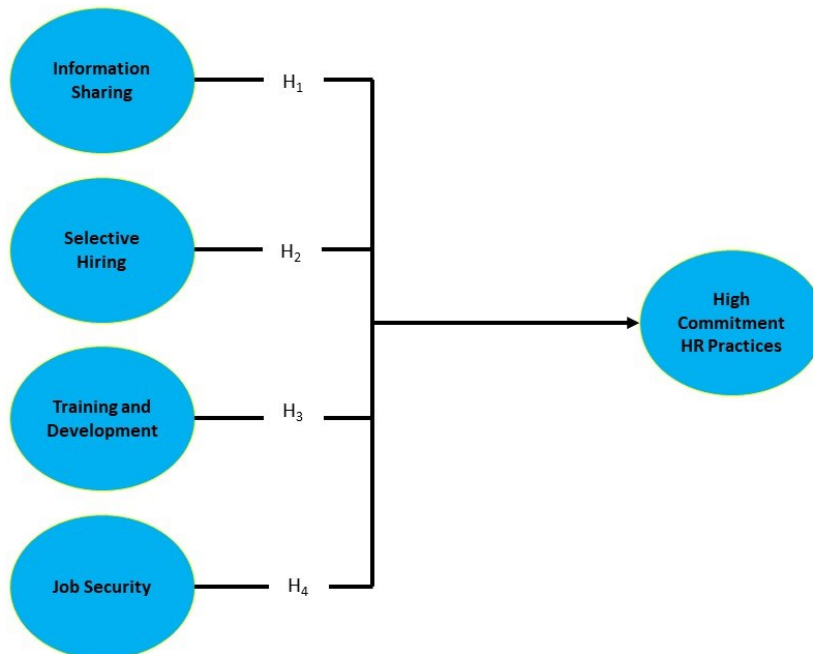 Information
Sharing
H₁
Selective
Hiring
H₂
High
Commitment
HR Practices
Training and
Development
H₃
Job Security
H₄